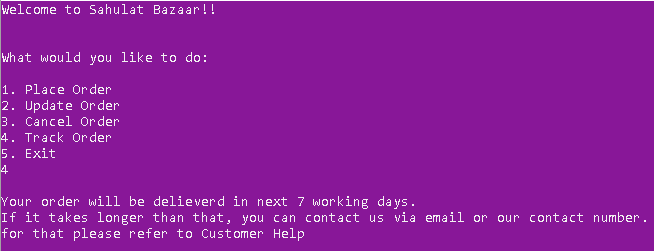 Welcome to Sahulat Bazaar!!
What would you like to do:
1. Place Order
2. Update Order
3. Cancel Order
4. Track Order
5. Exit
4
Your order will be delieverd in next 7 working days.
If it takes longer than that, you can contact us via email or our contact number.
for that please refer to Customer Help